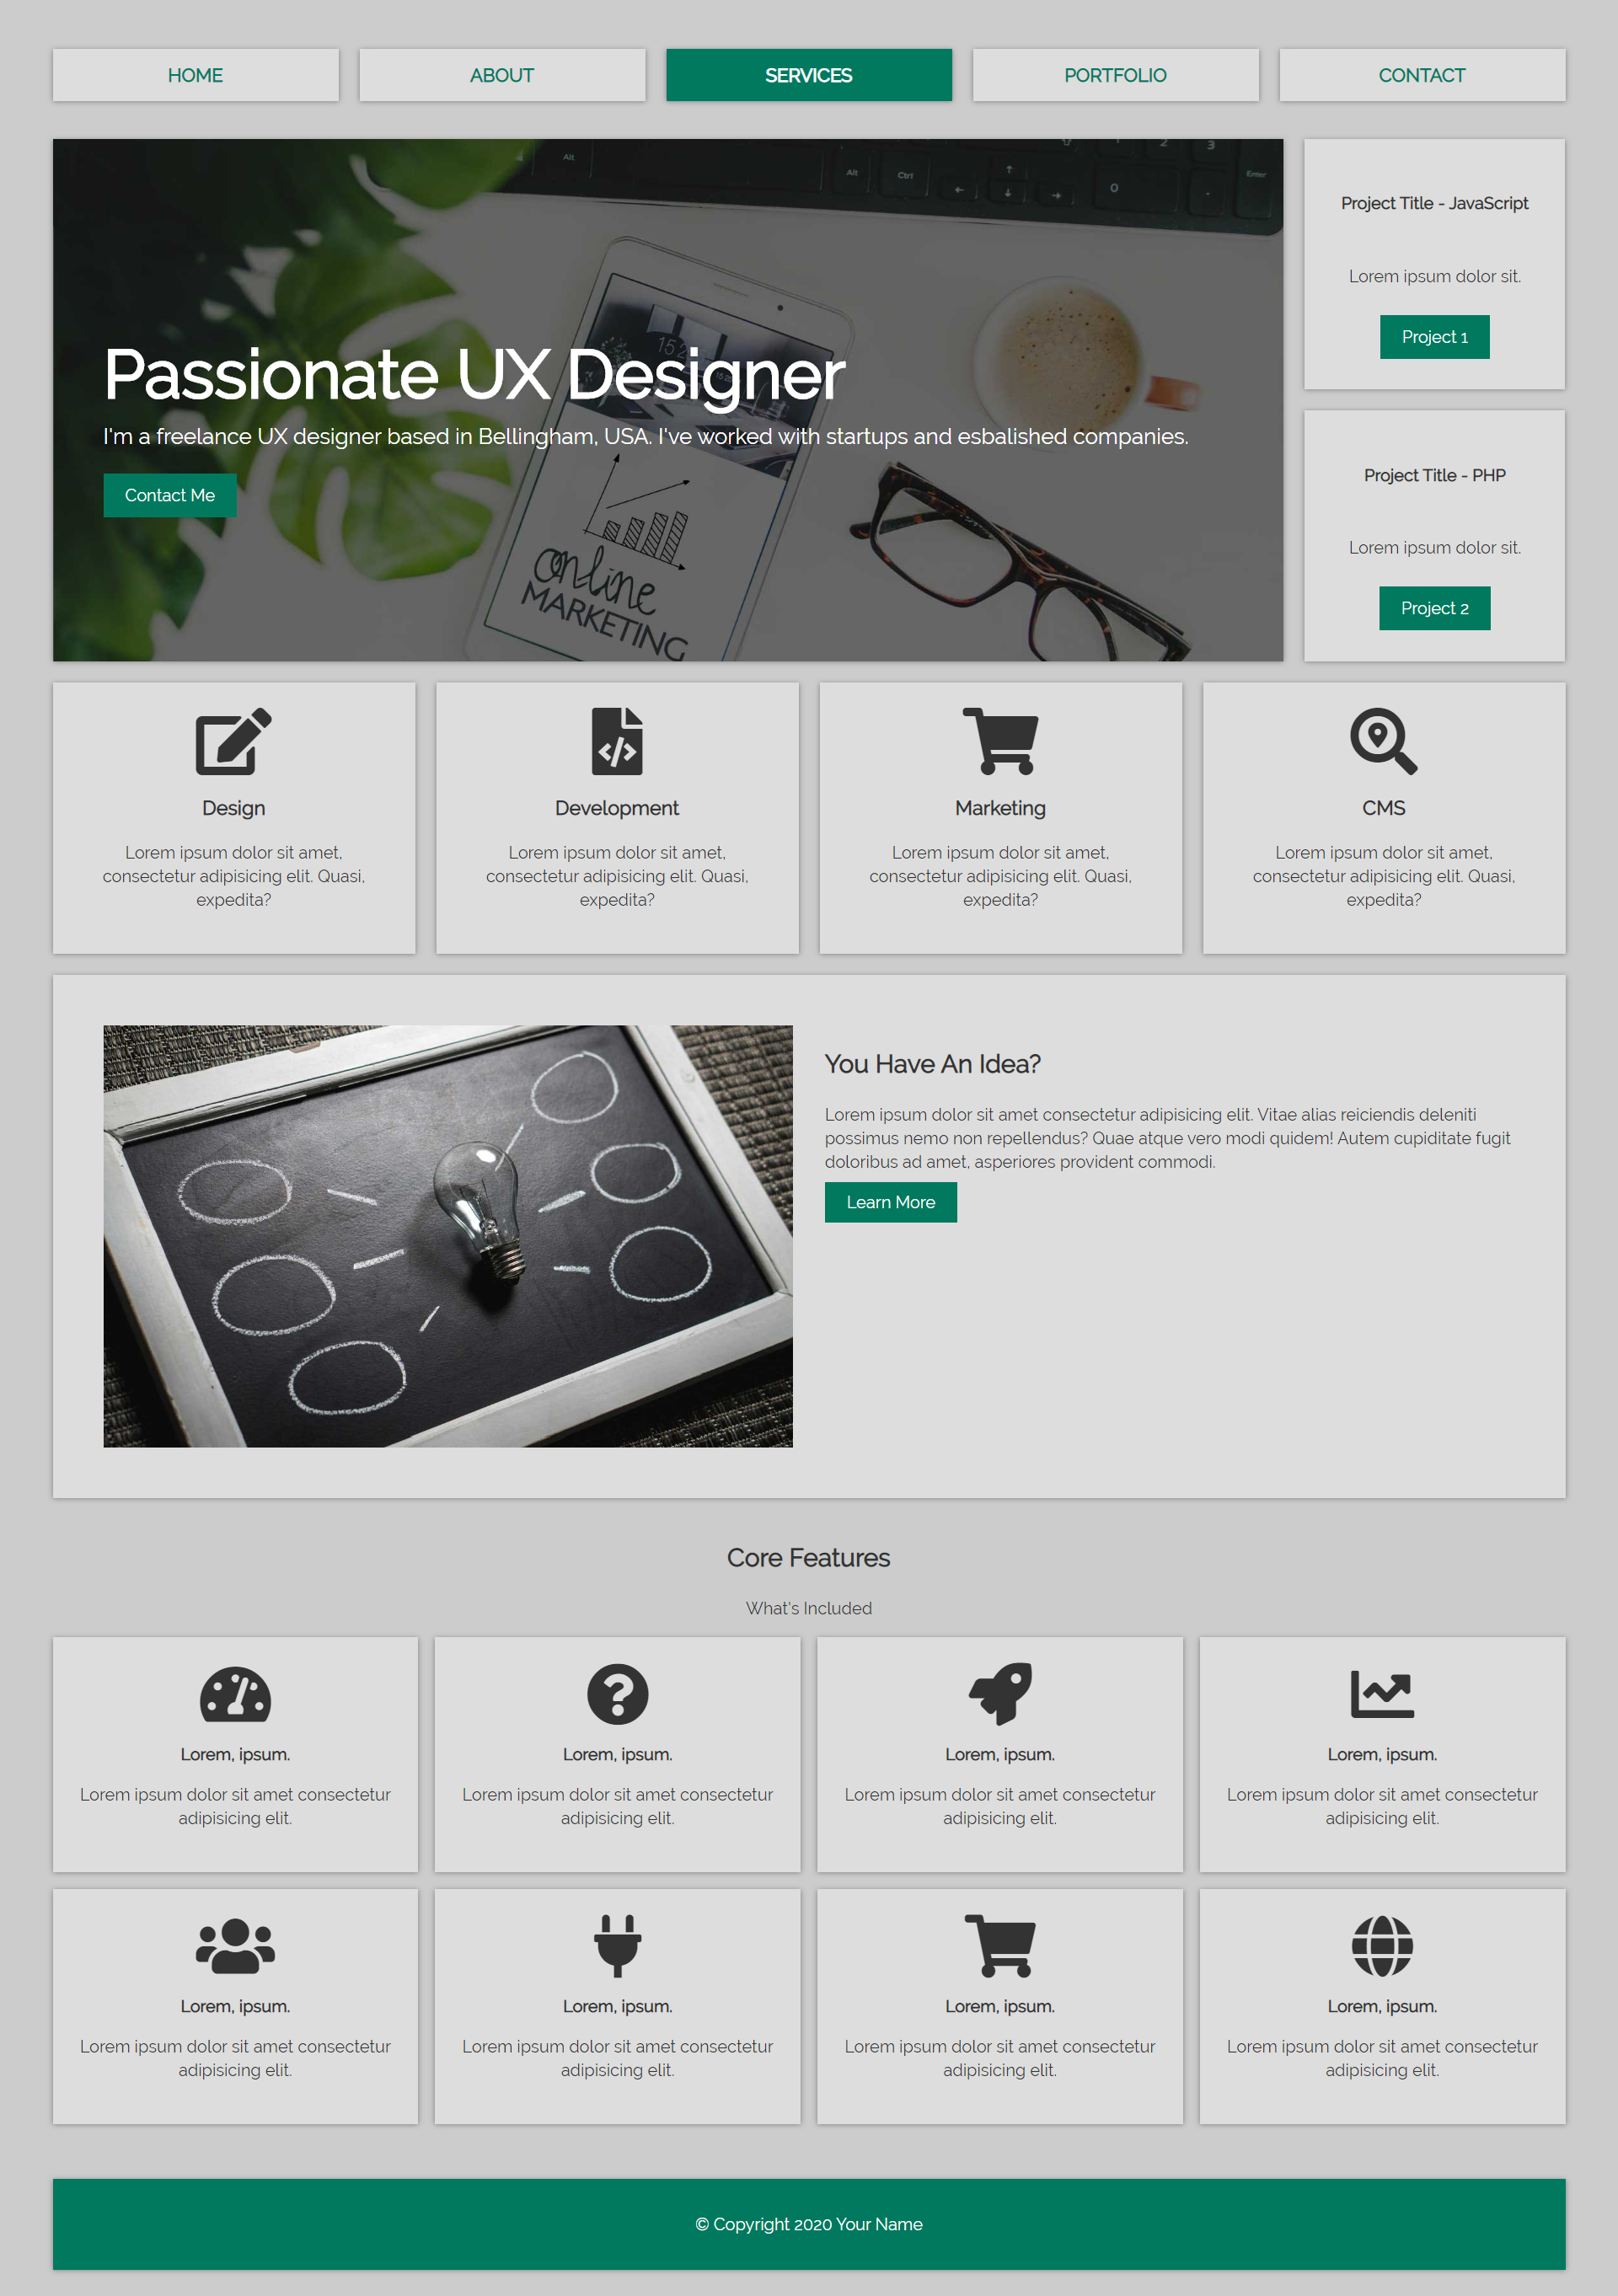 HOME ABOUT SERVICES PORTFOLIO CONTACT
Alt
Alt Ctrl
0
2 3
Enter
Passionate UX Designer
I'm a freelance UX designer based in Bellingham, USA. I've worked with startups and esbalished companies.
Contact Me
online
MARKETING
Project Title - JavaScript
Lorem ipsum dolor sit.
Project 1
Project Title - PHP
Lorem ipsum dolor sit.
Project 2
Design
Lorem ipsum dolor sit amet,
consectetur adipisicing elit. Quasi,
expedita?
Development
Lorem ipsum dolor sit amet,
consectetur adipisicing elit. Quasi,
expedita?
Marketing
Lorem ipsum dolor sit amet,
consectetur adipisicing elit. Quasi,
expedita?
CMS
Lorem ipsum dolor sit amet,
consectetur adipisicing elit. Quasi,
expedita?
You Have An Idea?
Lorem ipsum dolor sit amet consectetur adipisicing elit. Vitae alias reiciendis deleniti
possimus nemo non repellendus? Quae atque vero modi quidem! Autem cupiditate fugit
doloribus ad amet, asperiores provident commodi.
Learn More
Core Features
What's Included
Lorem, ipsum.
Lorem ipsum dolor sit amet consectetur
adipisicing elit.
Lorem, ipsum.
Lorem ipsum dolor sit amet consectetur
adipisicing elit.
Lorem, ipsum.
Lorem ipsum dolor sit amet consectetur
adipisicing elit.
Lorem, ipsum.
Lorem ipsum dolor sit amet consectetur
adipisicing elit.
Lorem, ipsum.
Lorem ipsum dolor sit amet consectetur
adipisicing elit.
Lorem, ipsum.
Lorem ipsum dolor sit amet consectetur
adipisicing elit.
Lorem, ipsum.
Lorem ipsum dolor sit amet consectetur
adipisicing elit.
Lorem, ipsum.
Lorem ipsum dolor sit amet consectetur
adipisicing elit.
© Copyright 2020 Your Name